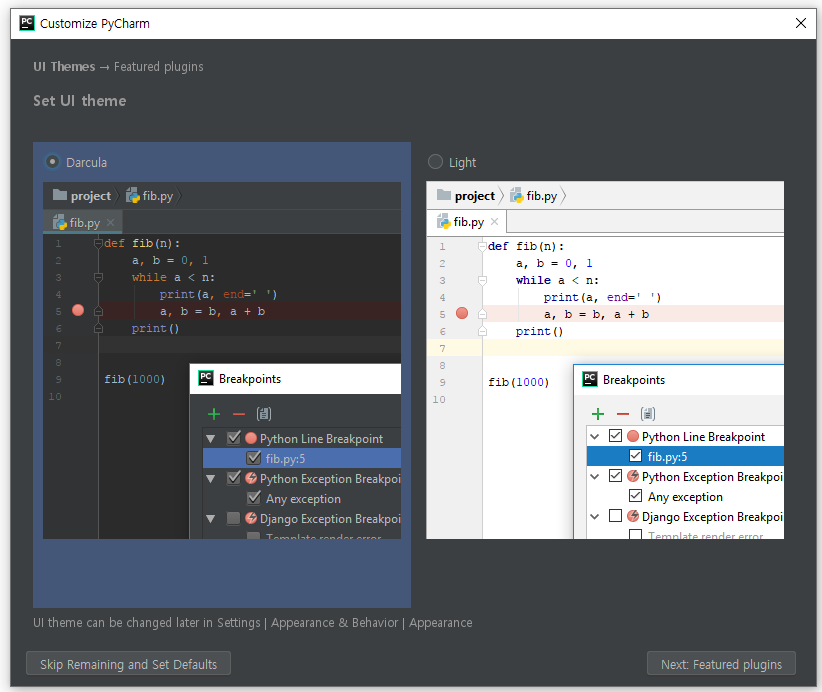 PC Customize PyCharm
UI Themes → Featured plugins
Set UI theme
Darcula
project fib.py
fib.py
1 def fib(n):
2 a, b = 0, 1
3 while a < n:
4 print(a, end=' ')
5 a, b = b, a + b
6 print()
7
8
9 fib(1000)
10
PC Breakpoints
Python Line Breakpoint
fib.py:5
Python Exception Breakpoi
Any exception
Django Exception Breakpoi
Template render error
Light
project fib.py
fib.py
1 def fib(n):
2 a, b = 0, 1
3 while a < n:
4 print(a, end=' ')
5 a, b = b, a + b
6 print()
7
8
9 fib(1000)
10
PC Breakpoints
Python Line Breakpoint
fib.py:5
Python Exception Breakpoi
Any exception
Django Exception Breakpoi
Template render error
UI theme can be changed later in Settings | Appearance & Behavior | Appearance
Skip Remaining and Set Defaults
Next: Featured plugins